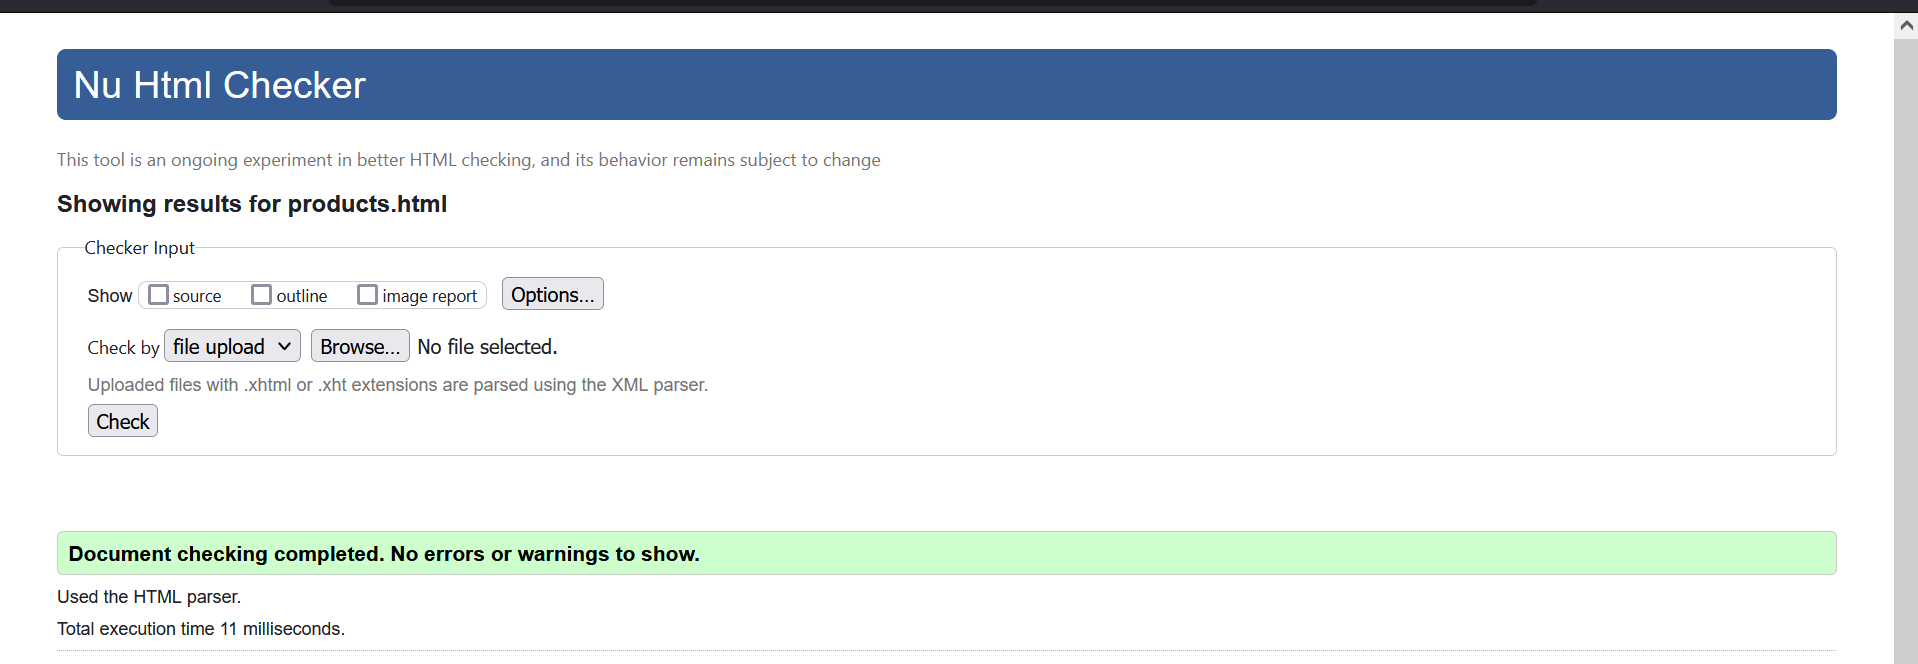 Nu Html Checker
This tool is an ongoing experiment in better HTML checking, and its behavior remains subject to change
Showing results for products.html
Checker Input
Show source outline image report Options...
Check by file upload Browse... No file selected.
Uploaded files with .xhtml or .xht extensions are parsed using the XML parser.
Check
Document checking completed. No errors or warnings to show.
Used the HTML parser.
Total execution time 11 milliseconds.